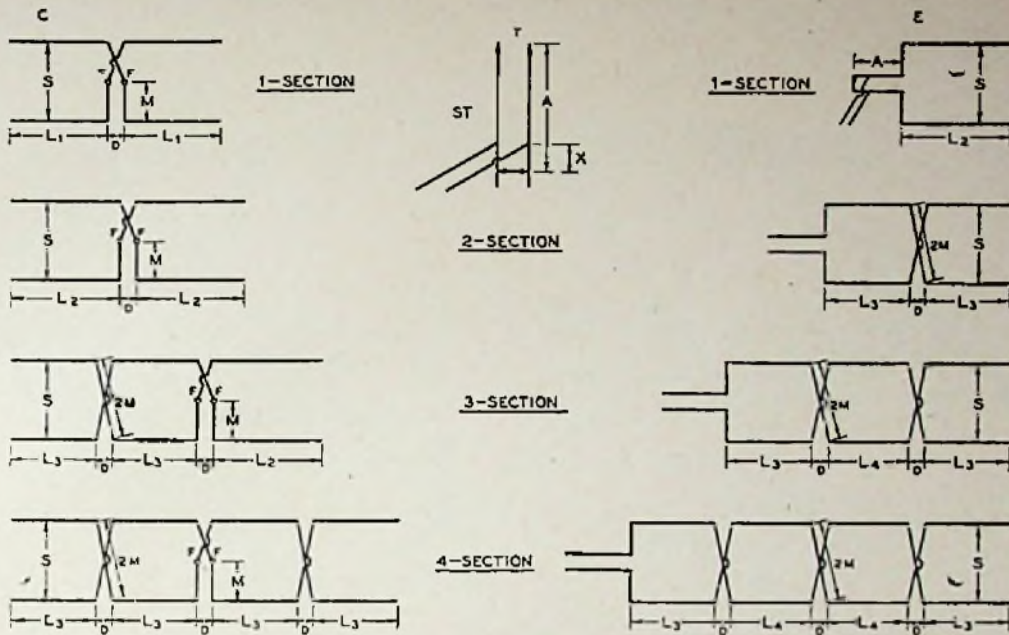 C
T
E
S
F
F
M
1-SECTION
L1
D
L1
ST
A
X
1-SECTION
A
S
L2
S
F
F
M
L2
D
L2
2-SECTION
2M
S
L3
D
L3
S
2M
F
F
M
L3
D
L3
D
L2
3-SECTION
2M
S
L3
D
L4
D
L3
S
2M
F
F
M
L3
D
L3
D
L3
D
L3
4-SECTION
2M
S
L3
D
L4
D
L4
D
L3